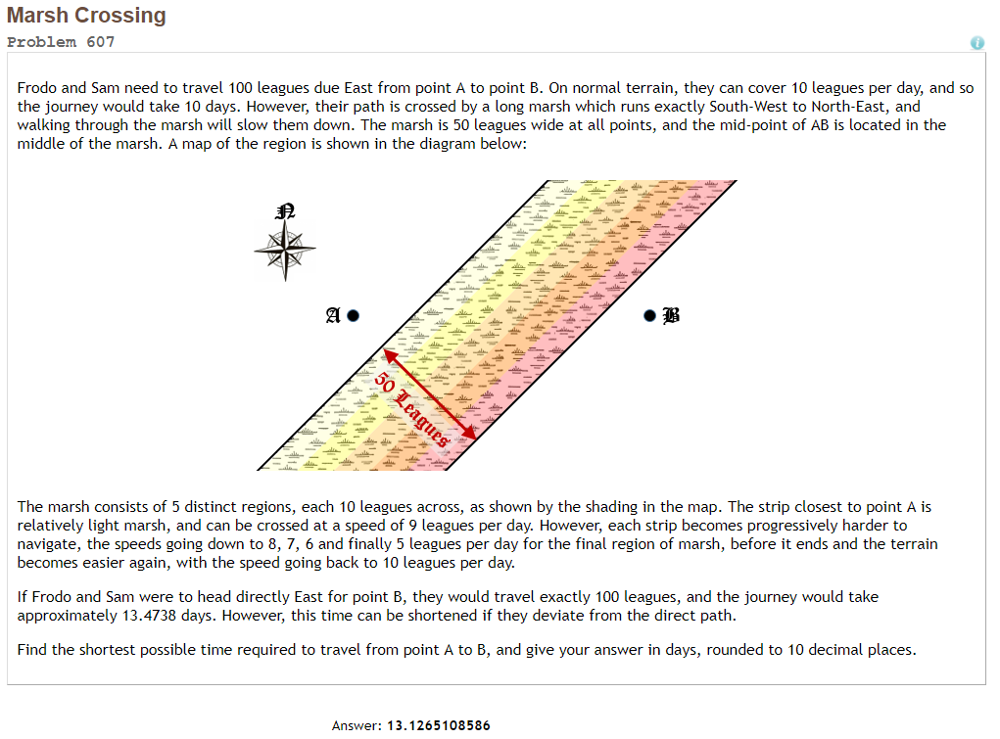 Marsh Crossing
Problem 607
i
Frodo and Sam need to travel 100 leagues due East from point A to point B. On normal terrain, they can cover 10 leagues per day, and so
the journey would take 10 days. However, their path is crossed by a long marsh which runs exactly South-West to North-East, and
walking through the marsh will slow them down. The marsh is 50 leagues wide at all points, and the mid-point of AB is located in the
middle of the marsh. A map of the region is shown in the diagram below:
N
A
B
50 Leagues
The marsh consists of 5 distinct regions, each 10 leagues across, as shown by the shading in the map. The strip closest to point A is
relatively light marsh, and can be crossed at a speed of 9 leagues per day. However, each strip becomes progressively harder to
navigate, the speeds going down to 8, 7, 6 and finally 5 leagues per day for the final region of marsh, before it ends and the terrain
becomes easier again, with the speed going back to 10 leagues per day.
If Frodo and Sam were to head directly East for point B, they would travel exactly 100 leagues, and the journey would take
approximately 13.4738 days. However, this time can be shortened if they deviate from the direct path.
Find the shortest possible time required to travel from point A to B, and give your answer in days, rounded to 10 decimal places.
Answer: 13.1265108586